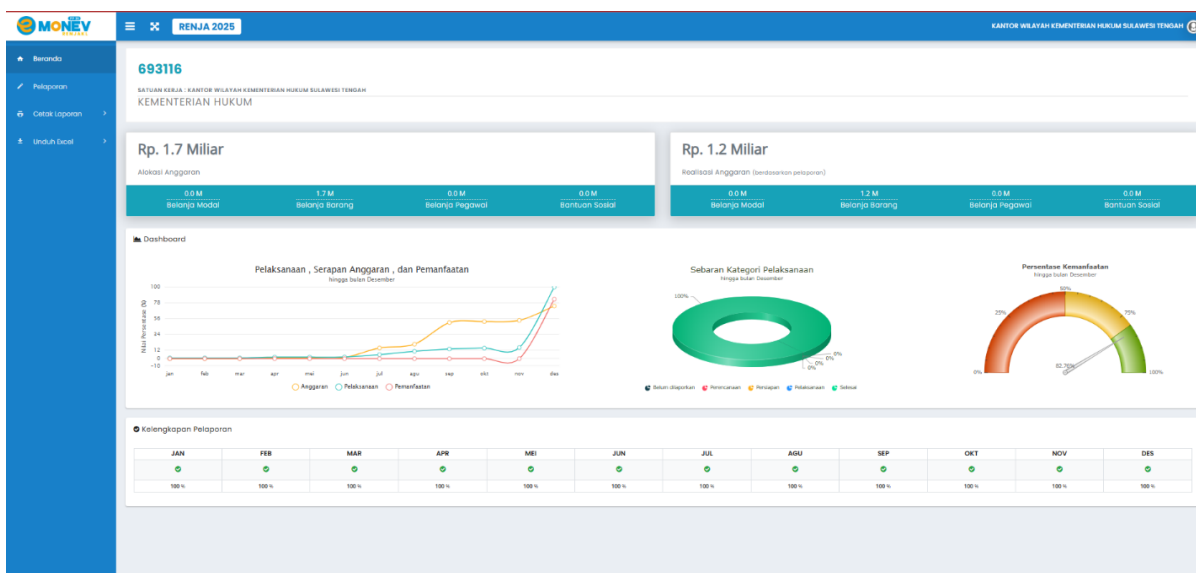 e MONEV
RENJA 2025
KANTOR WILAYAH KEMENTERIAN HUKUM SULAWESI TENGAH
Beranda
Pelaporan
Cetak Laporan
Unduh Excel
693116
SATUAN KERJA : KANTOR WILAYAH KEMENTERIAN HUKUM SULAWESI TENGAH
KEMENTERIAN HUKUM
Rp. 1.7 Miliar
Alokasi Anggaran
0.0 M 1.7 M 0.0 M 0.0 M
Belanja Modal Belanja Barang Belanja Pegawai Bantuan Sosial
Rp. 1.2 Miliar
Realisasi Anggaran (berdasarkan pelaporan)
0.0 M 1.2 M 0.0 M 0.0 M
Belanja Modal Belanja Barang Belanja Pegawai Bantuan Sosial
Dashboard
Pelaksanaan , Serapan Anggaran , dan Pemanfaatan
hingga bulan Desember
Nilai Persentase (%)
100
78
56
34
12
0
-10
jan feb mar apr mei jun jul agu sep okt nov des
Anggaran Pelaksanaan Pemanfaatan
Sebaran Kategori Pelaksanaan
hingga bulan Desember
100%
0%
0%
0%
0%
Belum dilaporkan Perencanaan Persiapan Pelaksanaan Selesai
Persentase Kemanfaatan
hingga bulan Desember
50%
25% 75%
82.76%
0% 100%
Kelengkapan Pelaporan
JAN FEB MAR APR MEI JUN JUL AGU SEP OKT NOV DES
100 % 100 % 100 % 100 % 100 % 100 % 100 % 100 % 100 % 100 % 100 % 100 %